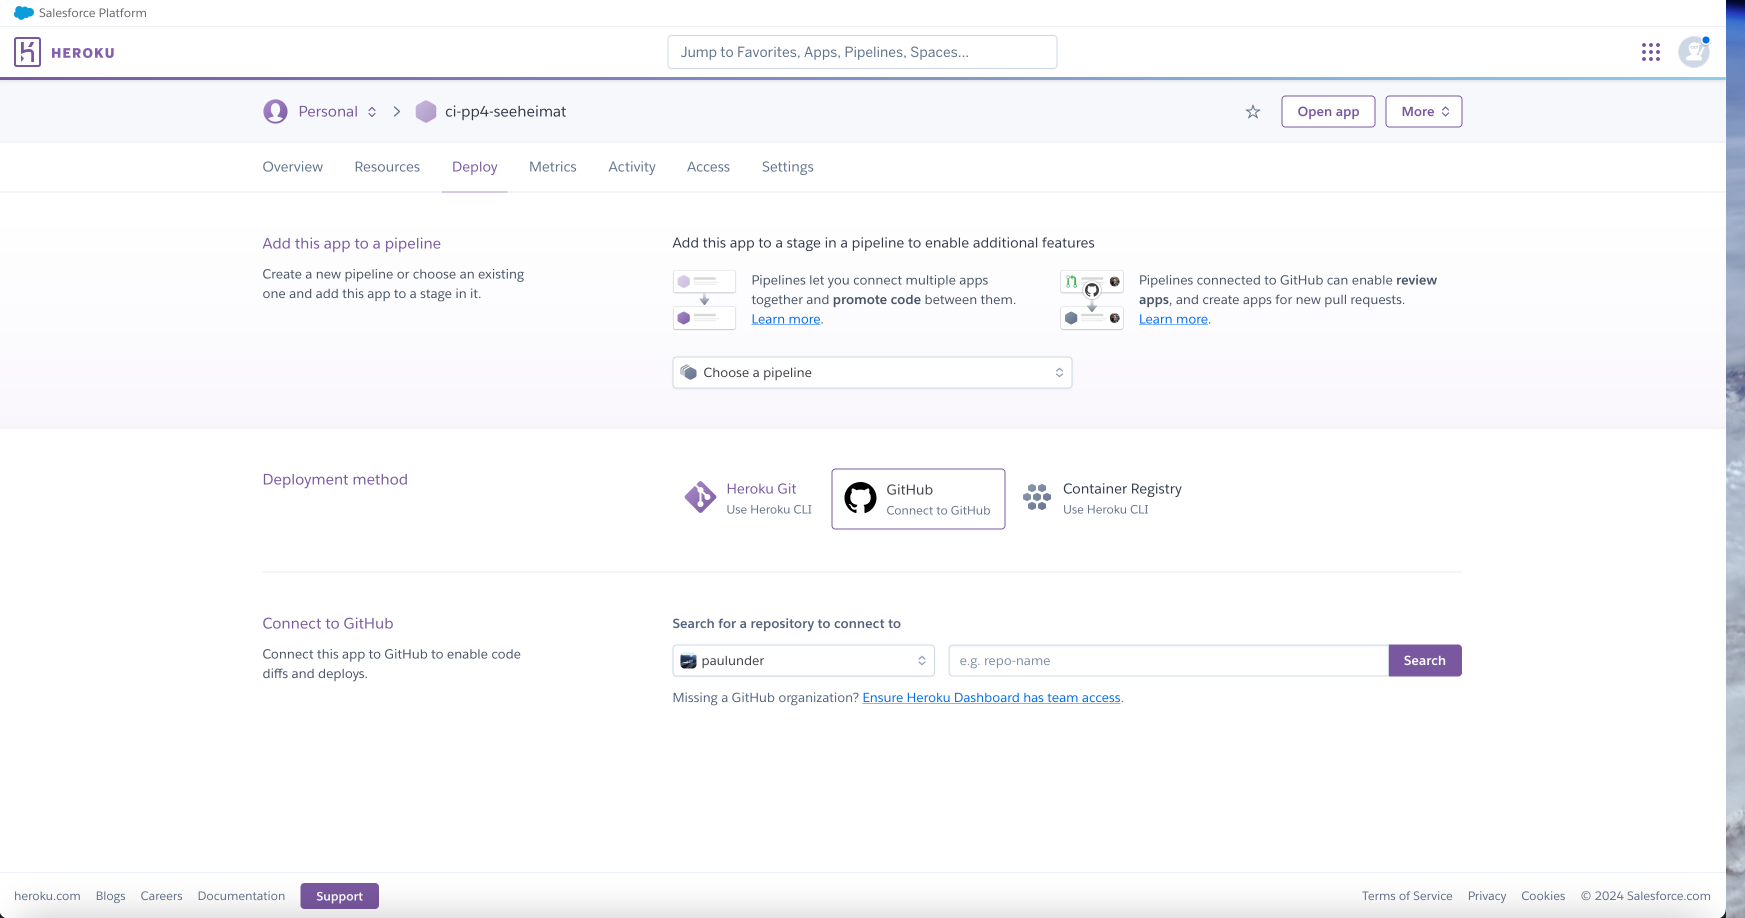 Salesforce Platform
HEROKU
Jump to Favorites, Apps, Pipelines, Spaces...
Personal
ci-pp4-seeheimat
Open app
More
Overview
Resources
Deploy
Metrics
Activity
Access
Settings
Add this app to a pipeline
Create a new pipeline or choose an existing
one and add this app to a stage in it.
Add this app to a stage in a pipeline to enable additional features
Pipelines let you connect multiple apps
together and promote code between them.
Learn more.
Pipelines connected to GitHub can enable review
apps, and create apps for new pull requests.
Learn more.
Choose a pipeline
Deployment method
Heroku Git
Use Heroku CLI
GitHub
Connect to GitHub
Container Registry
Use Heroku CLI
Connect to GitHub
Connect this app to GitHub to enable code
diffs and deploys.
Search for a repository to connect to
paulunder
e.g. repo-name
Search
Missing a GitHub organization? Ensure Heroku Dashboard has team access.
heroku.com
Blogs
Careers
Documentation
Support
Terms of Service
Privacy
Cookies
© 2024 Salesforce.com